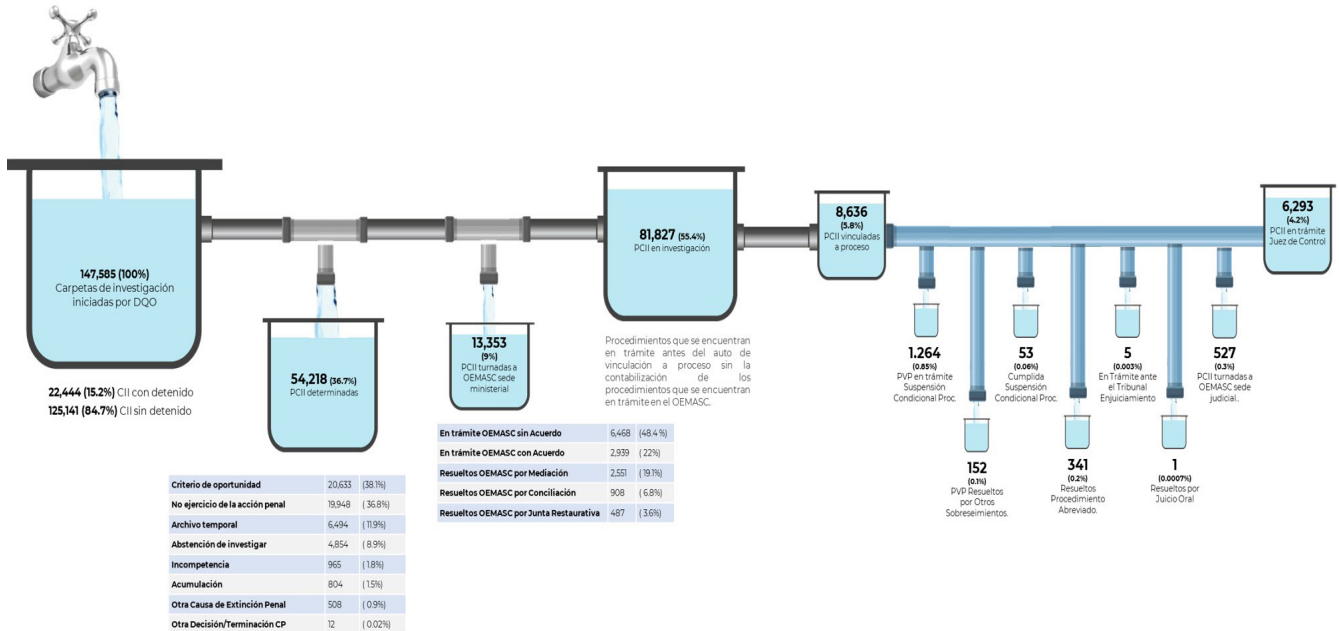 147,585 (100%)
Carpetas de investigación
iniciadas por DQO
22,444 (15.2%) CII con detenido
125,141 (84.7%) CII sin detenido
54,218 (36.7%)
PCII determinadas
Criterio de oportunidad 20,633 (38.1%)
No ejercicio de la acción penal 19,948 ( 36.8%)
Archivo temporal 6,494 ( 11.9%)
Abstención de investigar 4,854 ( 8.9%)
Incompetencia 965 ( 1.8%)
Acumulación 804 ( 1.5%)
Otra Causa de Extinción Penal 508 ( 0.9%)
Otra Decisión/Terminación CP 12 ( 0.02%)
13,353
(9%)
PCII turnadas a
OEMASC sede
ministerial
En trámite OEMASC sin Acuerdo 6,468 (48.4 %)
En trámite OEMASC con Acuerdo 2,939 ( 22%)
Resueltos OEMASC por Mediación 2,551 ( 19.1%)
Resueltos OEMASC por Conciliación 908 ( 6.8%)
Resueltos OEMASC por Junta Restaurativa 487 ( 3.6%)
81,827 (55.4%)
PCII en investigación
Procedimientos que se encuentran
en trámite antes del auto de
vinculación a proceso sin la
contabilización de los
procedimientos que se encuentran
en trámite en el OEMASC.
8,636
(5.8%)
PCII vinculadas
a proceso
1.264
(0.85%)
PVP en trámite
Suspensión
Condicional Proc.
152
(0.1%)
PVP Resueltos
por Otros
Sobreseimientos.
53
(0.06%)
Cumplida
Suspensión
Condicional Proc.
341
(0.2%)
Resueltos
Procedimiento
Abreviado.
5
(0.003%)
En Trámite ante
el Tribunal
Enjuiciamiento
1
(0.0007%)
Resueltos por
Juicio Oral
527
(0.3%)
PCII turnadas a
OEMASC sede
judicial..
6,293
(4.2%)
PCII en trámite
Juez de Control